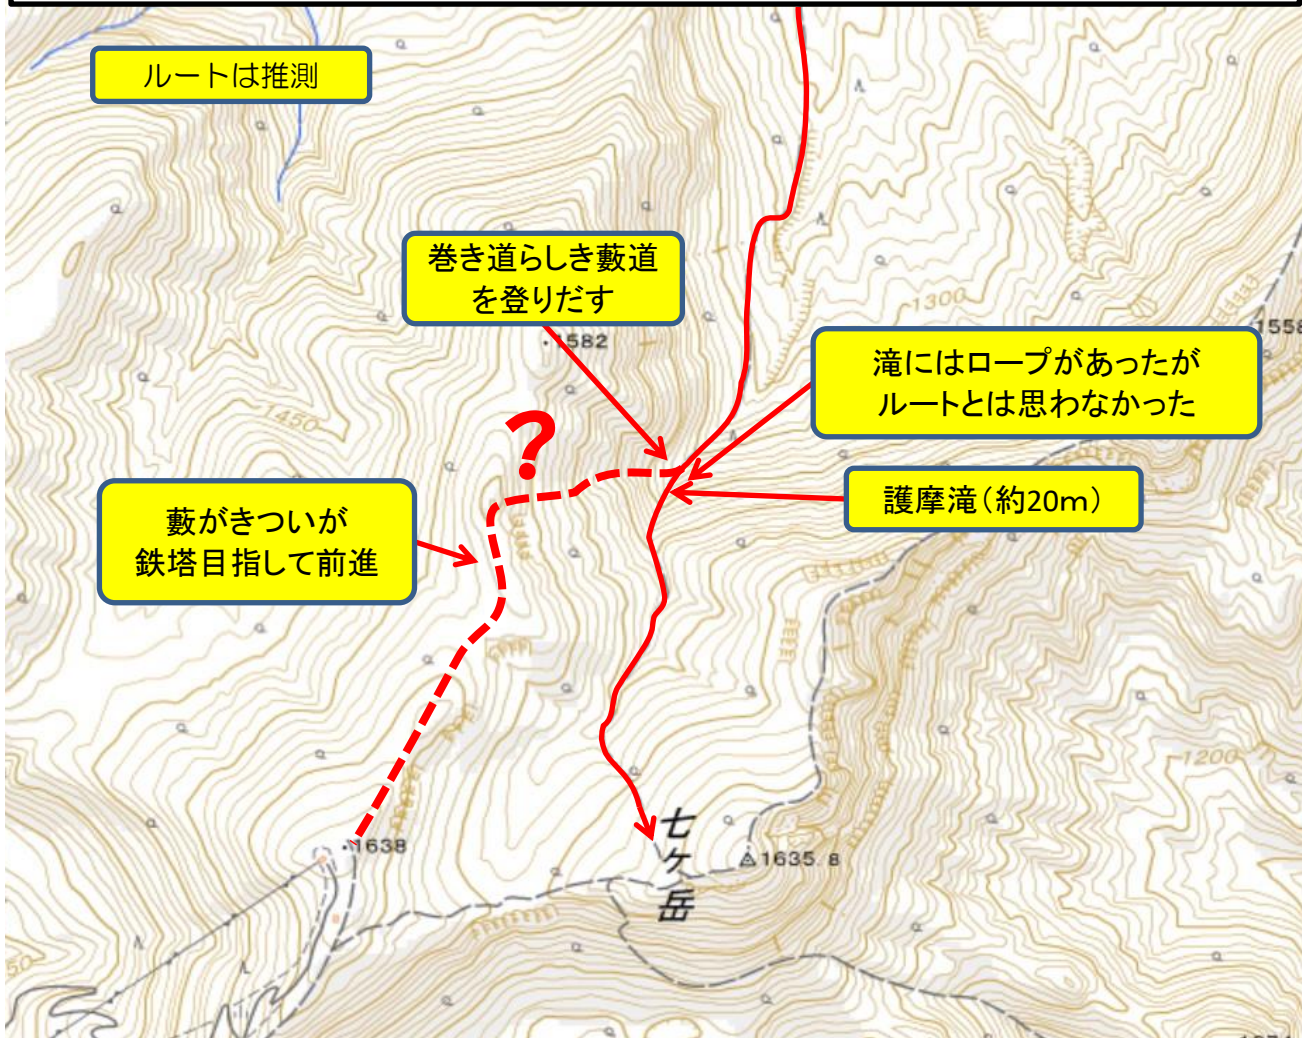 ルートは推測
巻き道らしき藪道
を登りだす
1300
・1582
滝にはロープがあったが
ルートとは思わなかった
1450
?
護摩滝(約20m)
藪がきついが
鉄塔目指して前進
1200
・1638
七ヶ岳
1635.8